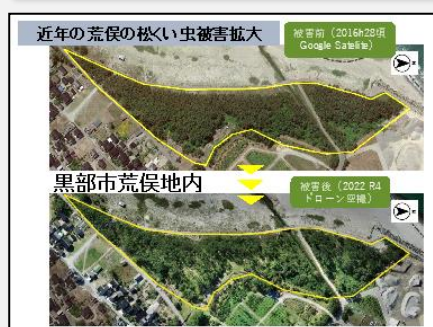 近年の荒俣の松くい虫被害拡大
被害前（2016h28頃
Google Satelite）
黒部市荒俣地内
被害後（2022 R4
ドローン空撮）